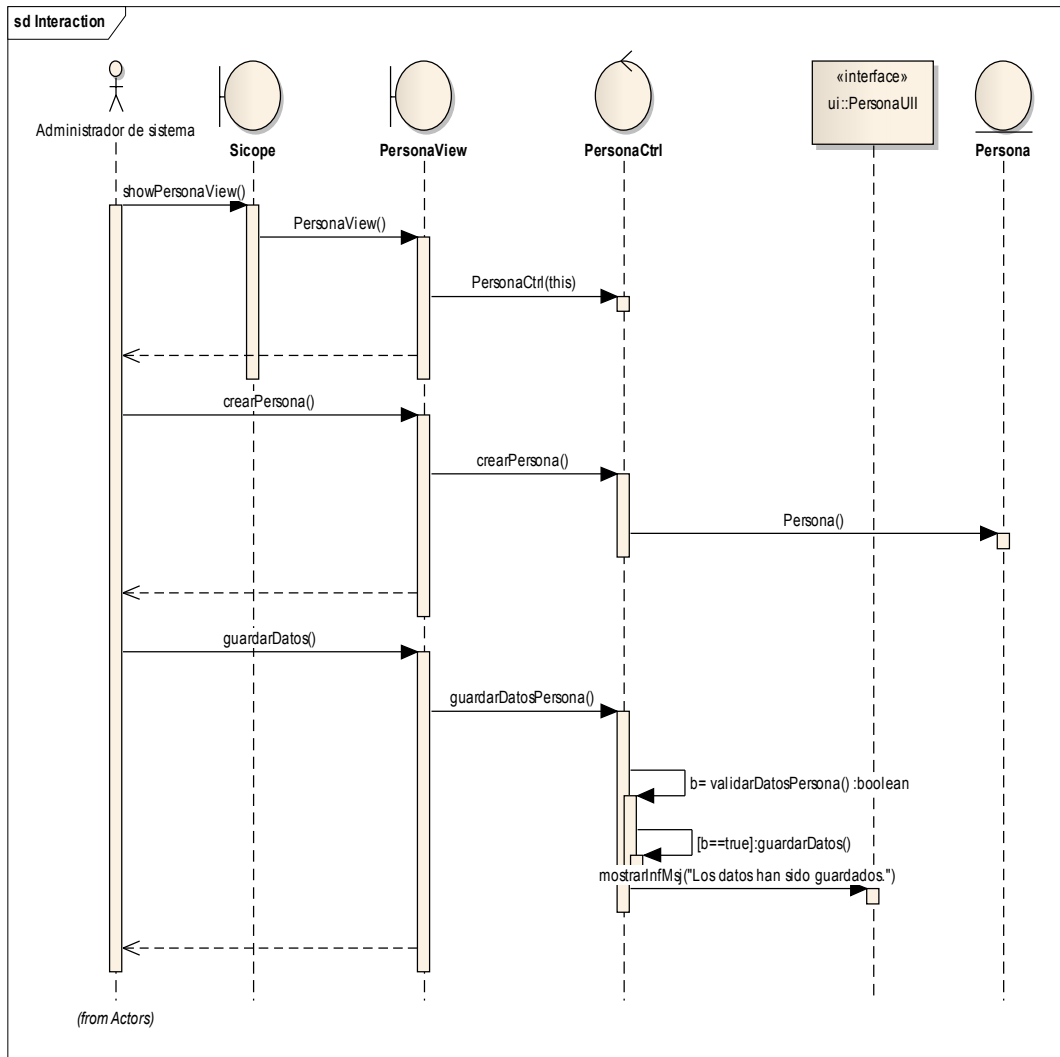 sd Interaction
«interface»
ui::PersonaUII
Administrador de sistema
Sicope
PersonaView
PersonaCtrl
Persona
showPersonaView()
PersonaView()
PersonaCtrl(this)
crearPersona()
crearPersona()
Persona()
guardarDatos()
guardarDatosPersona()
b= validarDatosPersona() :boolean
[b==true]:guardarDatos()
mostrarInfMsj("Los datos han sido guardados.")
(from Actors)